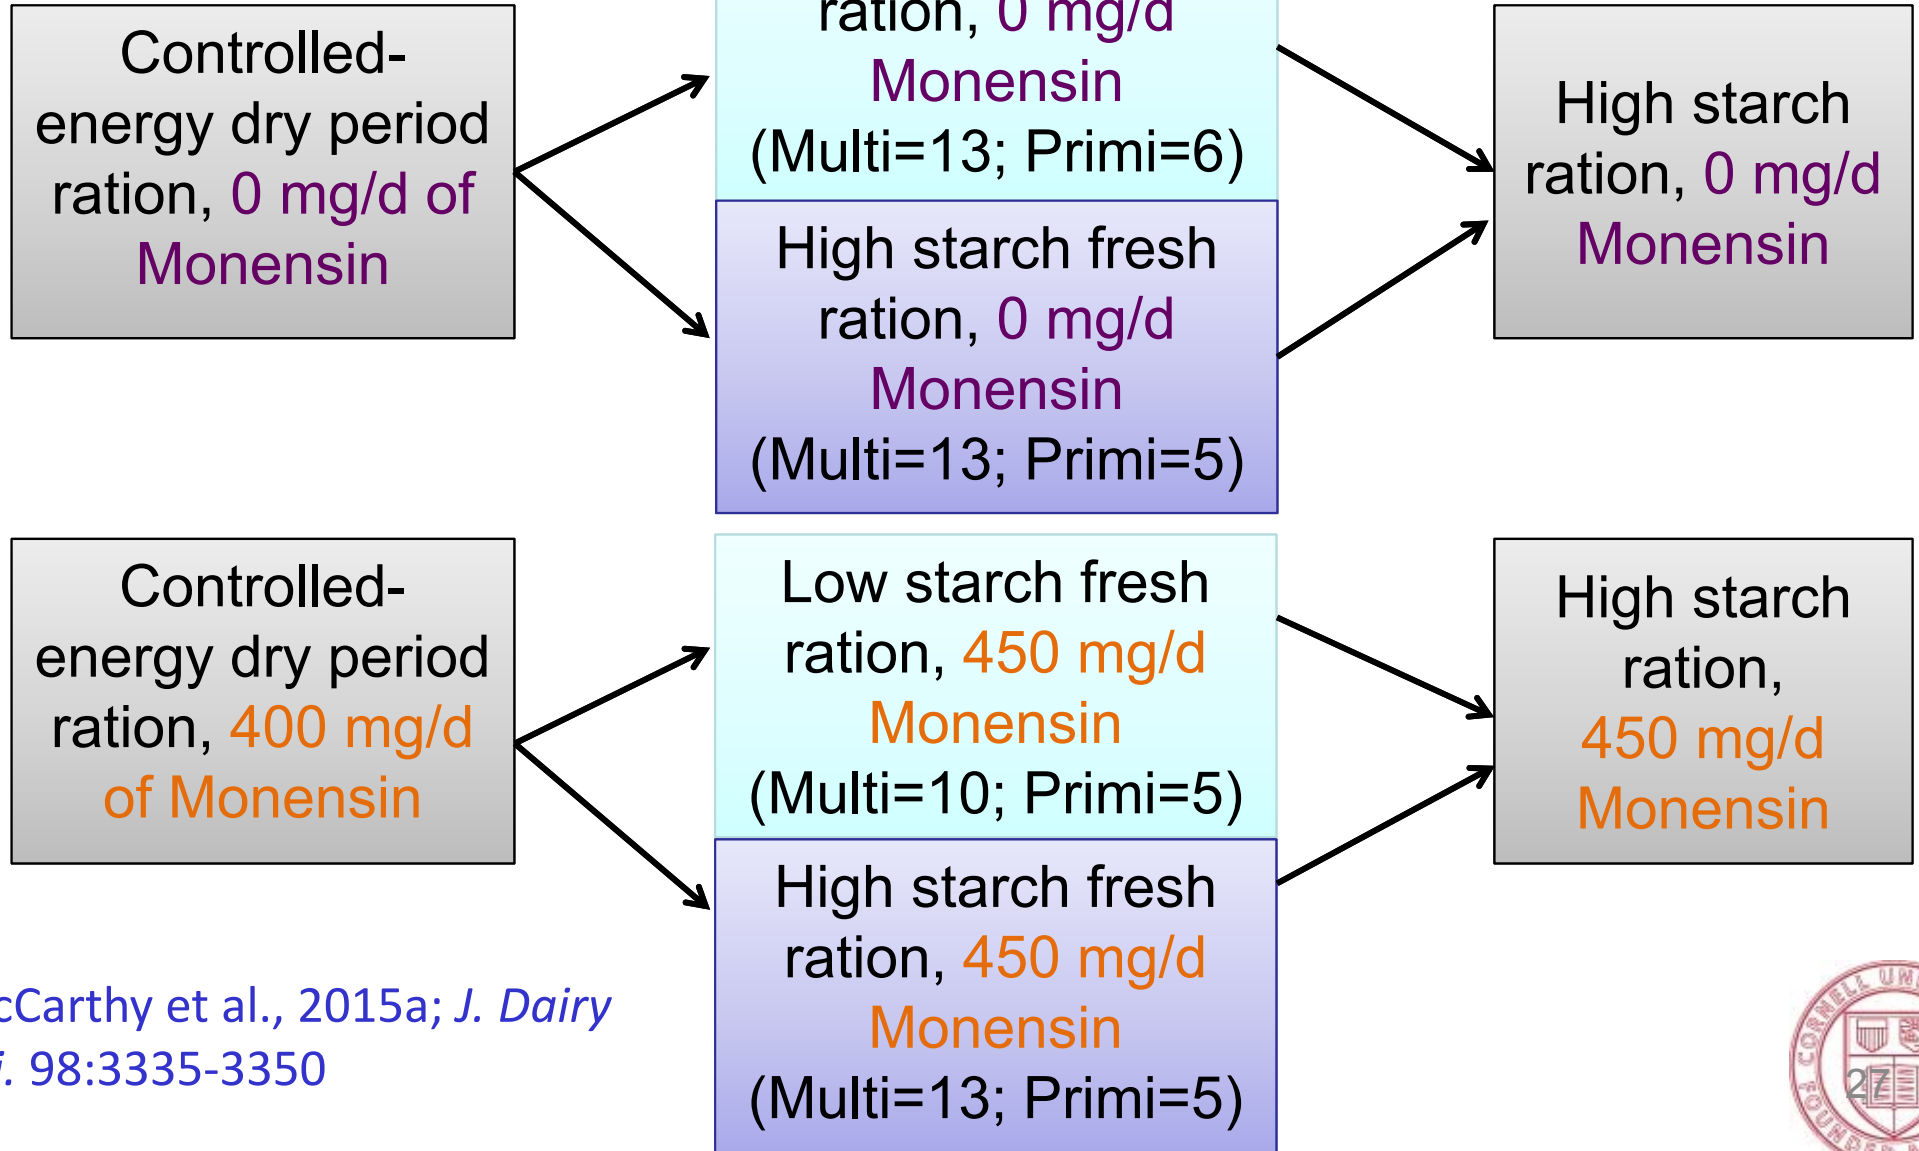 Controlled-
energy dry period
ration, 0 mg/d of
Monensin
ration, 0 mg/d
Monensin
(Multi=13; Primi=6)
High starch fresh
ration, 0 mg/d
Monensin
(Multi=13; Primi=5)
High starch
ration, 0 mg/d
Monensin
Controlled-
energy dry period
ration, 400 mg/d
of Monensin
Low starch fresh
ration, 450 mg/d
Monensin
(Multi=10; Primi=5)
High starch fresh
ration, 450 mg/d
Monensin
(Multi=13; Primi=5)
High starch
ration,
450 mg/d
Monensin
cCarthy et al., 2015a; J. Dairy
i. 98:3335-3350
CORNELL UNI
FOUNDED A
27